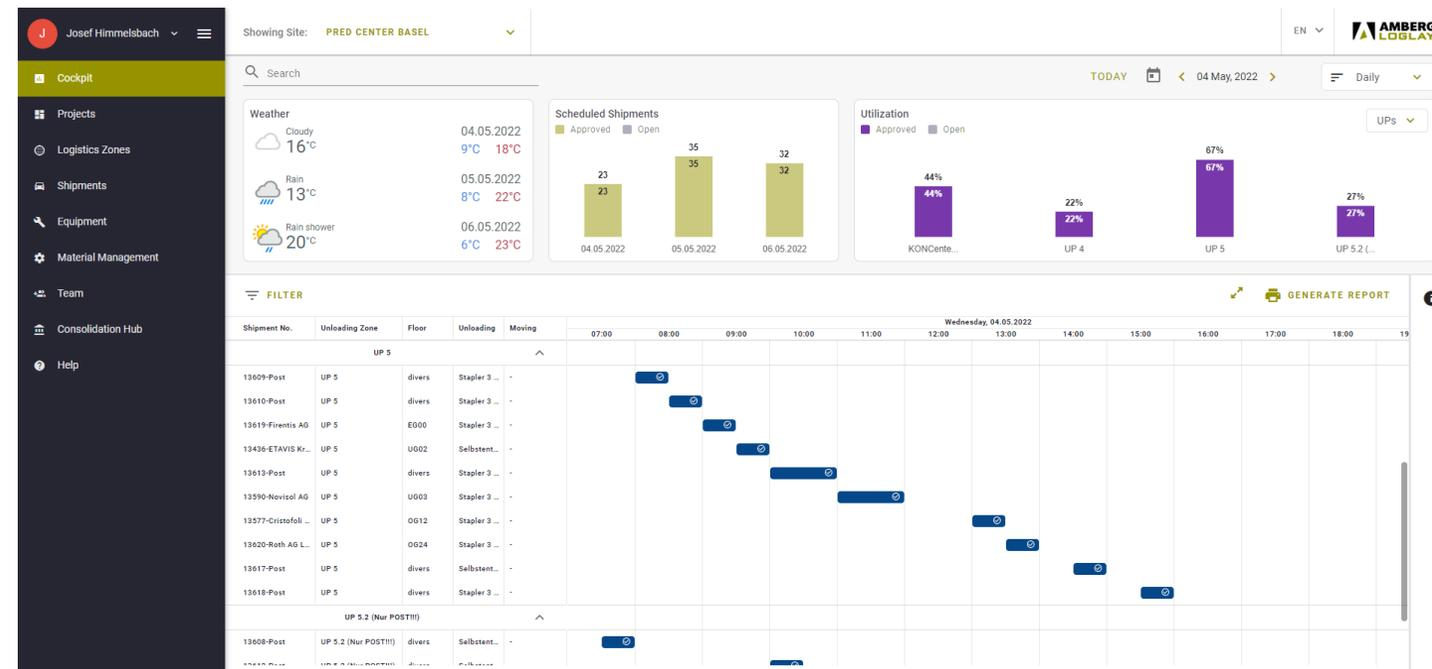 J Josef Himmelsbach
Cockpit
Projects
Logistics Zones
Shipments
Equipment
Material Management
Team
Consolidation Hub
Help
Showing Site: PRED CENTER BASEL
EN
Search
TODAY 04 May, 2022 Daily
Weather
Cloudy
16°C
04.05.2022
9°C 18°C
Rain
13°C
05.05.2022
8°C 22°C
Rain shower
20°C
06.05.2022
6°C 23°C
Scheduled Shipments
Approved Open
23 35 32
23 35 32
04.05.2022 05.05.2022 06.05.2022
Utilization
UPs
Approved Open
44% 22% 67% 27%
44% 22% 67% 27%
KONCente... UP 4 UP 5 UP 5.2 (...
FILTER
GENERATE REPORT
Shipment No. Unloading Zone Floor Unloading Moving
Wednesday, 04.05.2022
07:00 08:00 09:00 10:00 11:00 12:00 13:00 14:00 15:00 16:00 17:00 18:00 19
UP 5
13609-Post UP 5 divers Stapler 3 ... -
13610-Post UP 5 divers Stapler 3 ... -
13619-Firentis AG UP 5 EG00 Stapler 3 ... -
13436-ETAVIS Kr... UP 5 UG02 Selbstent... -
13613-Post UP 5 divers Stapler 3 ... -
13590-Novisol AG UP 5 UG03 Stapler 3 ... -
13577-Cristofoli ... UP 5 OG12 Stapler 3 ... -
13620-Roth AG L... UP 5 OG24 Stapler 3 ... -
13617-Post UP 5 divers Selbstent... -
13618-Post UP 5 divers Stapler 3 ... -
UP 5.2 (Nur POST!!!)
13608-Post UP 5.2 (Nur POST!!!) divers Selbstent... -